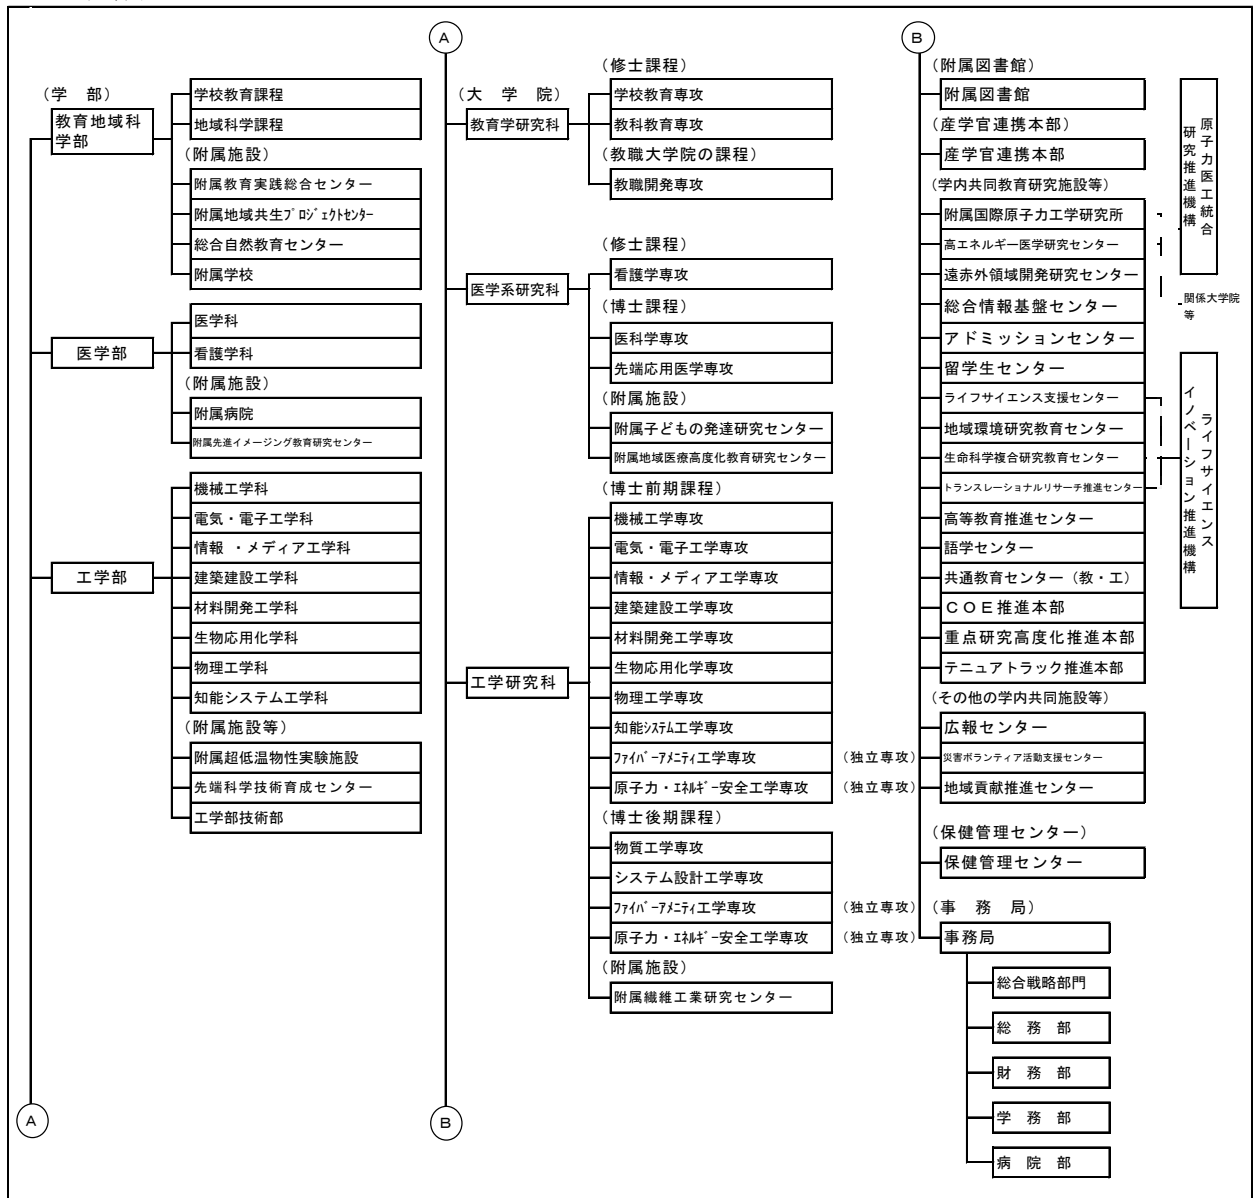 (学　部)
教育地域科
学部
学校教育課程
地域科学課程
(附属施設)
附属教育実践総合センター
附属地域共生ﾌﾟﾛｼﾞｪｸﾄｾﾝﾀｰ
総合自然教育センター
附属学校
医学部
医学科
看護学科
(附属施設)
附属病院
附属先進イメージング教育研究センター
工学部
機械工学科
電気・電子工学科
情報 ・メディア工学科
建築建設工学科
材料開発工学科
生物応用化学科
物理工学科
知能システム工学科
(附属施設等)
附属超低温物性実験施設
先端科学技術育成センター
工学部技術部
A
A
(大　学　院)
教育学研究科
(修士課程)
学校教育専攻
教科教育専攻
(教職大学院の課程)
教職開発専攻
医学系研究科
(修士課程)
看護学専攻
(博士課程)
医科学専攻
先端応用医学専攻
(附属施設)
附属子どもの発達研究センター
附属地域医療高度化教育研究センター
工学研究科
(博士前期課程)
機械工学専攻
電気・電子工学専攻
情報・メディア工学専攻
建築建設工学専攻
材料開発工学専攻
生物応用化学専攻
物理工学専攻
知能ｼｽﾃﾑ工学専攻
ﾌｧｲﾊﾞｰｱﾒﾆﾃｨ工学専攻 (独立専攻)
原子力・ｴﾈﾙｷﾞｰ安全工学専攻 (独立専攻)
(博士後期課程)
物質工学専攻
システム設計工学専攻
ﾌｧｲﾊﾞｰｱﾒﾆﾃｨ工学専攻 (独立専攻)
原子力・ｴﾈﾙｷﾞｰ安全工学専攻 (独立専攻)
(附属施設)
附属繊維工業研究センター
B
B
(附属図書館)
附属図書館
(産学官連携本部)
産学官連携本部
(学内共同教育研究施設等)
附属国際原子力工学研究所
高エネルギー医学研究センター
遠赤外領域開発研究センター
総合情報基盤センター
アドミッションセンター
留学生センター
ライフサイエンス支援センター
地域環境研究教育センター
生命科学複合研究教育センター
トランスレーショナルリサーチ推進センター
高等教育推進センター
語学センター
共通教育センター（教・工）
ＣＯＥ推進本部
重点研究高度化推進本部
テニュアトラック推進本部
(その他の学内共同施設等)
広報センター
災害ボランティア活動支援センター
地域貢献推進センター
(保健管理センター)
保健管理センター
(事　務　局)
事務局
総合戦略部門
総　務　部
財　務　部
学　務　部
病　院　部
原子力医工統合
研究推進機構
関係大学院
等
ライフサイエンス
イノベーション推進機構